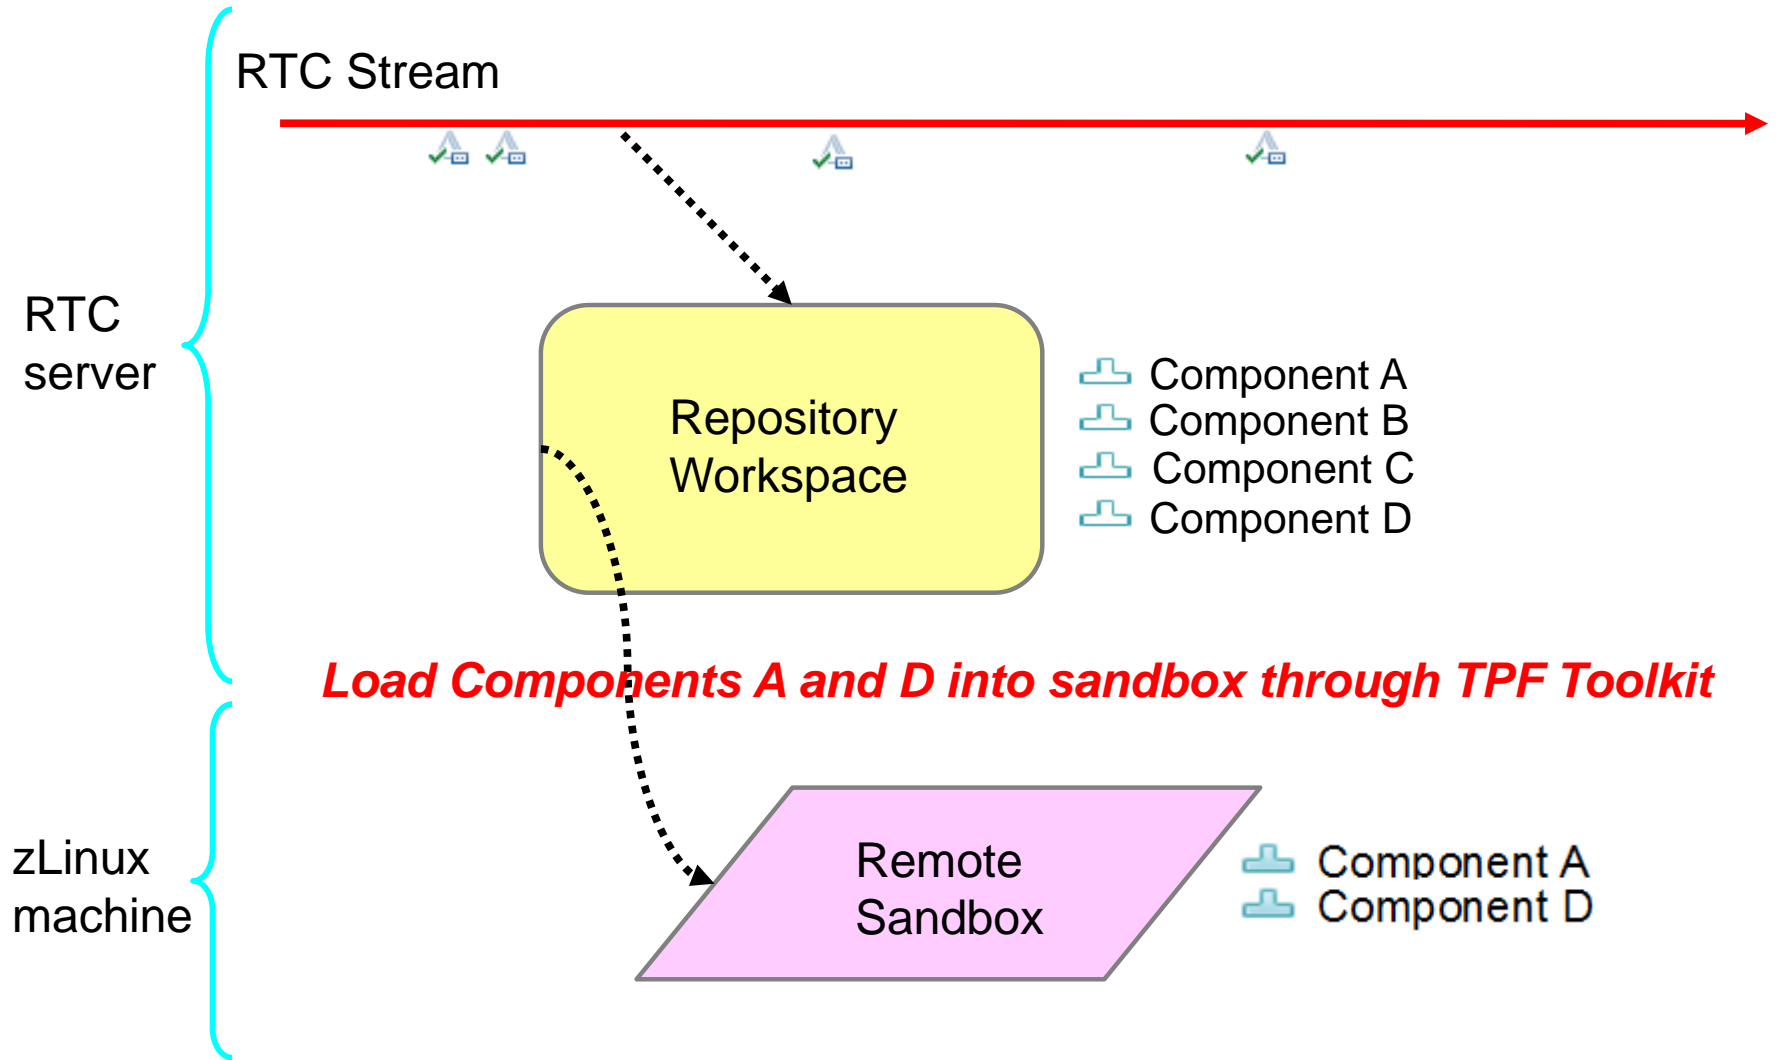 RTC Stream
RTC
server
Repository
Workspace
Component A
Component B
Component C
Component D
Load Components A and D into sandbox through TPF Toolkit
zLinux
machine
Remote
Sandbox
Component A
Component D